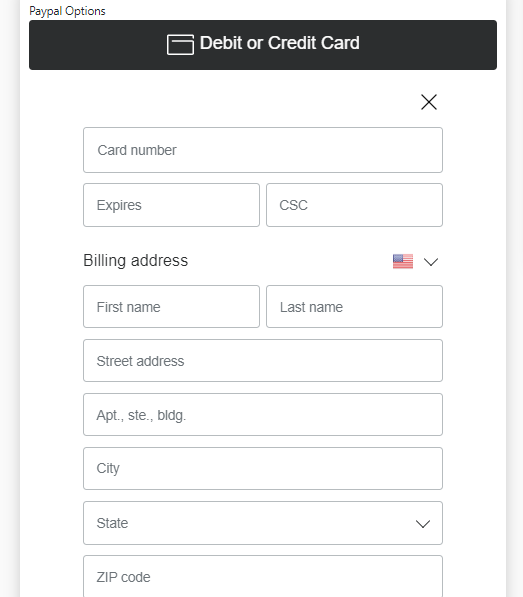 Paypal Options
Debit or Credit Card
Card number
Expires CSC
Billing address
First name Last name
Street address
Apt., ste., bldg.
City
State
ZIP code